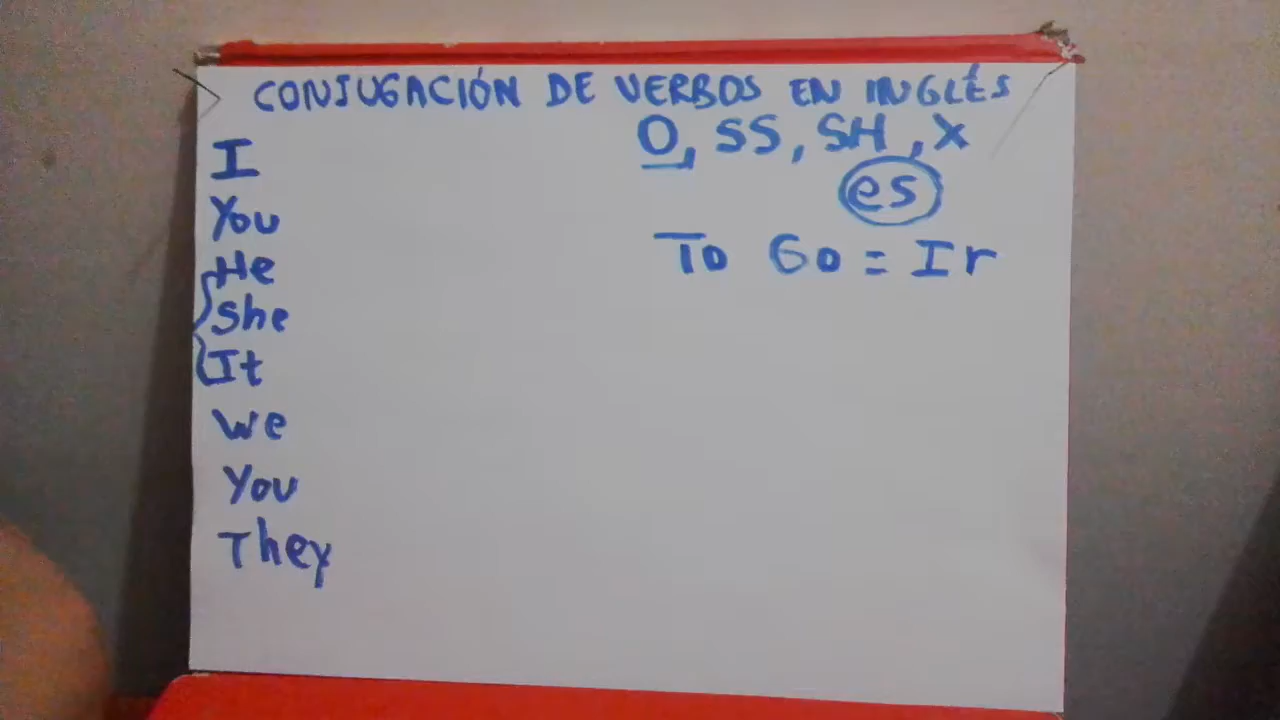 CONJUGACIÓN DE VERBOS EN INGLÉS
O, SS, SH, X
es
To Go = Ir
I
You
He
She
It
We
You
They